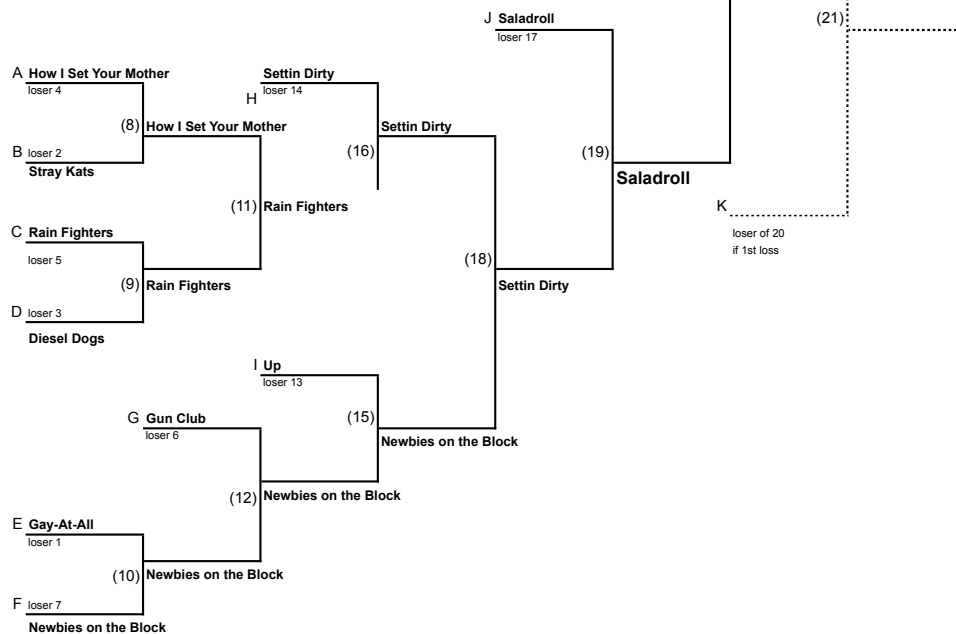 J Saladroll
loser 17
(21)
A How I Set Your Mother
loser 4
Settin Dirty
loser 14
H
(8) How I Set Your Mother
Settin Dirty
B loser 2
Stray Kats
(16)
(19)
Saladroll
(11) Rain Fighters
K
C Rain Fighters
loser 5
loser of 20
if 1st loss
(18)
(9) Rain Fighters
Settin Dirty
D loser 3
Diesel Dogs
I Up
loser 13
G Gun Club
loser 6
(15)
Newbies on the Block
(12) Newbies on the Block
E Gay-At-All
loser 1
(10) Newbies on the Block
F loser 7
Newbies on the Block